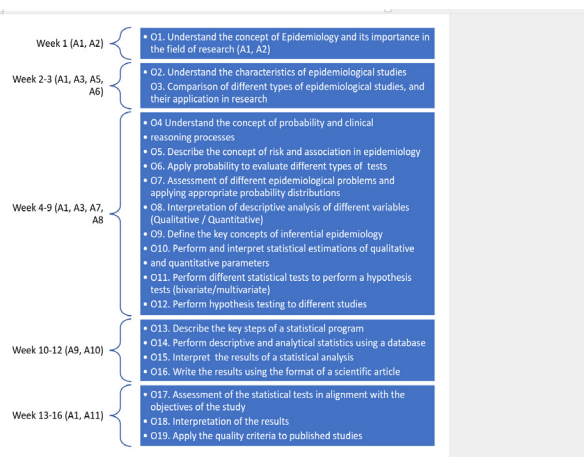 Week 1 (A1, A2)
• O1. Understand the concept of Epidemiology and its importance in
the field of research (A1, A2)
Week 2-3 (A1, A3, A5,
A6)
• O2. Understand the characteristics of epidemiological studies
O3. Comparison of different types of epidemiological studies, and
their application in research
Week 4-9 (A1, A3, A7,
A8
• O4 Understand the concept of probability and clinical
• reasoning processes
• O5. Describe the concept of risk and association in epidemiology
• O6. Apply probability to evaluate different types of tests
• O7. Assessment of different epidemiological problems and
applying appropriate probability distributions
• O8. Interpretation of descriptive analysis of different variables
(Qualitative / Quantitative)
• O9. Define the key concepts of inferential epidemiology
• O10. Perform and interpret statistical estimations of qualitative
• and quantitative parameters
• O11. Perform different statistical tests to perform a hypothesis
tests (bivariate/multivariate)
• O12. Perform hypothesis testing to different studies
Week 10-12 (A9, A10)
• O13. Describe the key steps of a statistical program
• O14. Perform descriptive and analytical statistics using a database
• O15. Interpret the results of a statistical analysis
• O16. Write the results using the format of a scientific article
Week 13-16 (A1, A11)
• O17. Assessment of the statistical tests in alignment with the
objectives of the study
• O18. Interpretation of the results
• O19. Apply the quality criteria to published studies